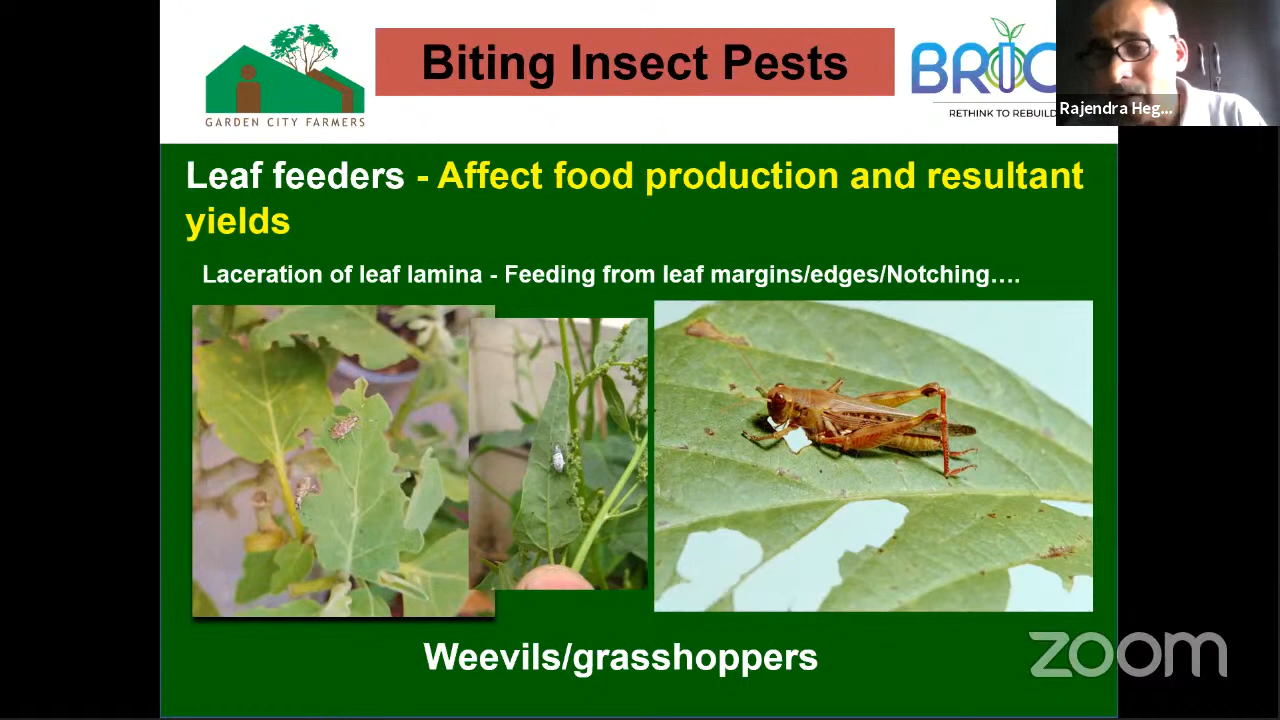 Biting Insect Pests
GARDEN CITY FARMERS
BRIC
RETHINK TO REBUILD
Rajendra Heg...
Leaf feeders - Affect food production and resultant
yields
Laceration of leaf lamina - Feeding from leaf margins/edges/Notching….
Weevils/grasshoppers
zoom